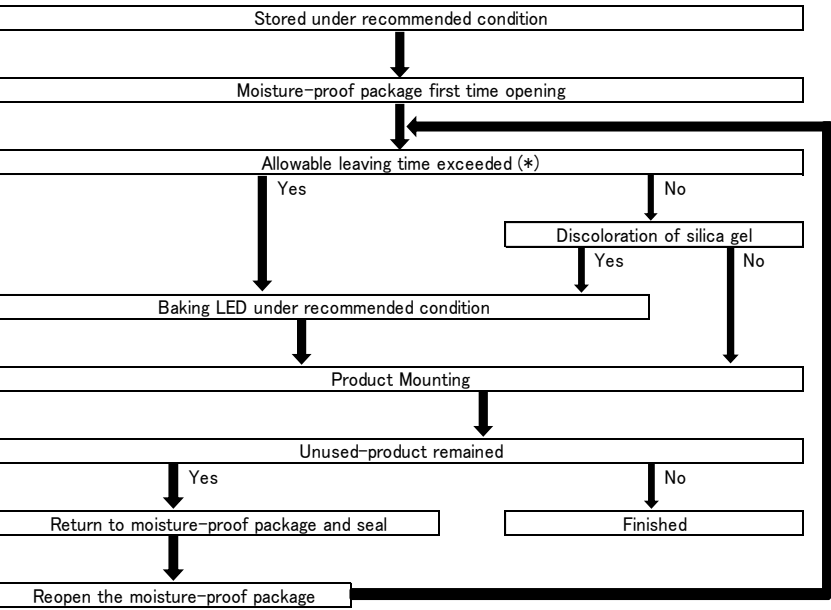 Stored under recommended condition
Moisture-proof package first time opening
Allowable leaving time exceeded (*)
Yes
No
Discoloration of silica gel
Yes
No
Baking LED under recommended condition
Product Mounting
Unused-product remained
Yes
No
Return to moisture-proof package and seal
Finished
Reopen the moisture-proof package